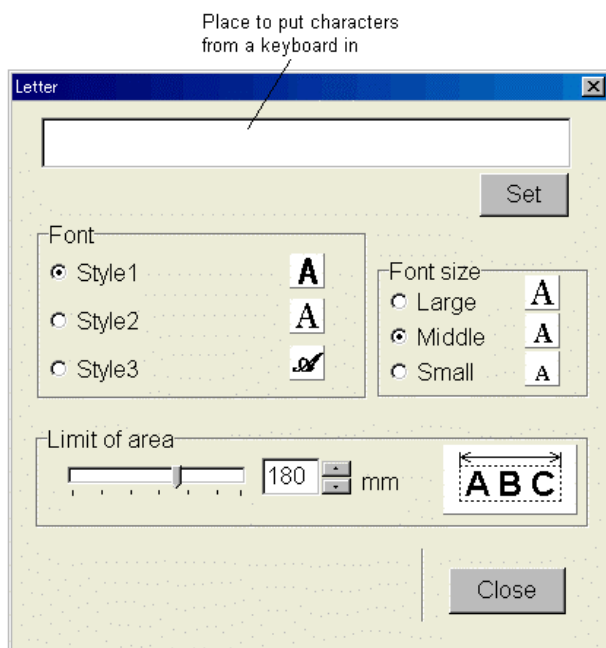 Place to put characters
from a keyboard in
Letter
Set
Font
Style1 A
Style2 A
Style3 A
Font size
Large A
Middle A
Small A
Limit of area
180 mm
A B C
Close